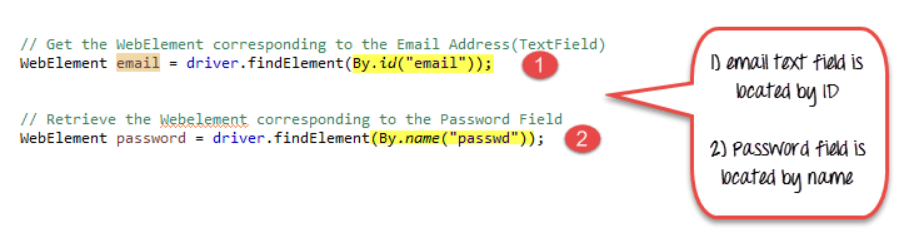 // Get the WebElement corresponding to the Email Address(TextField)
WebElement email = driver.findElement(By.id("email"));
1
// Retrieve the Webelement corresponding to the Password Field
WebElement password = driver.findElement(By.name("passwd"));
2
1) email text field is
located by ID
2) Password field is
located by name